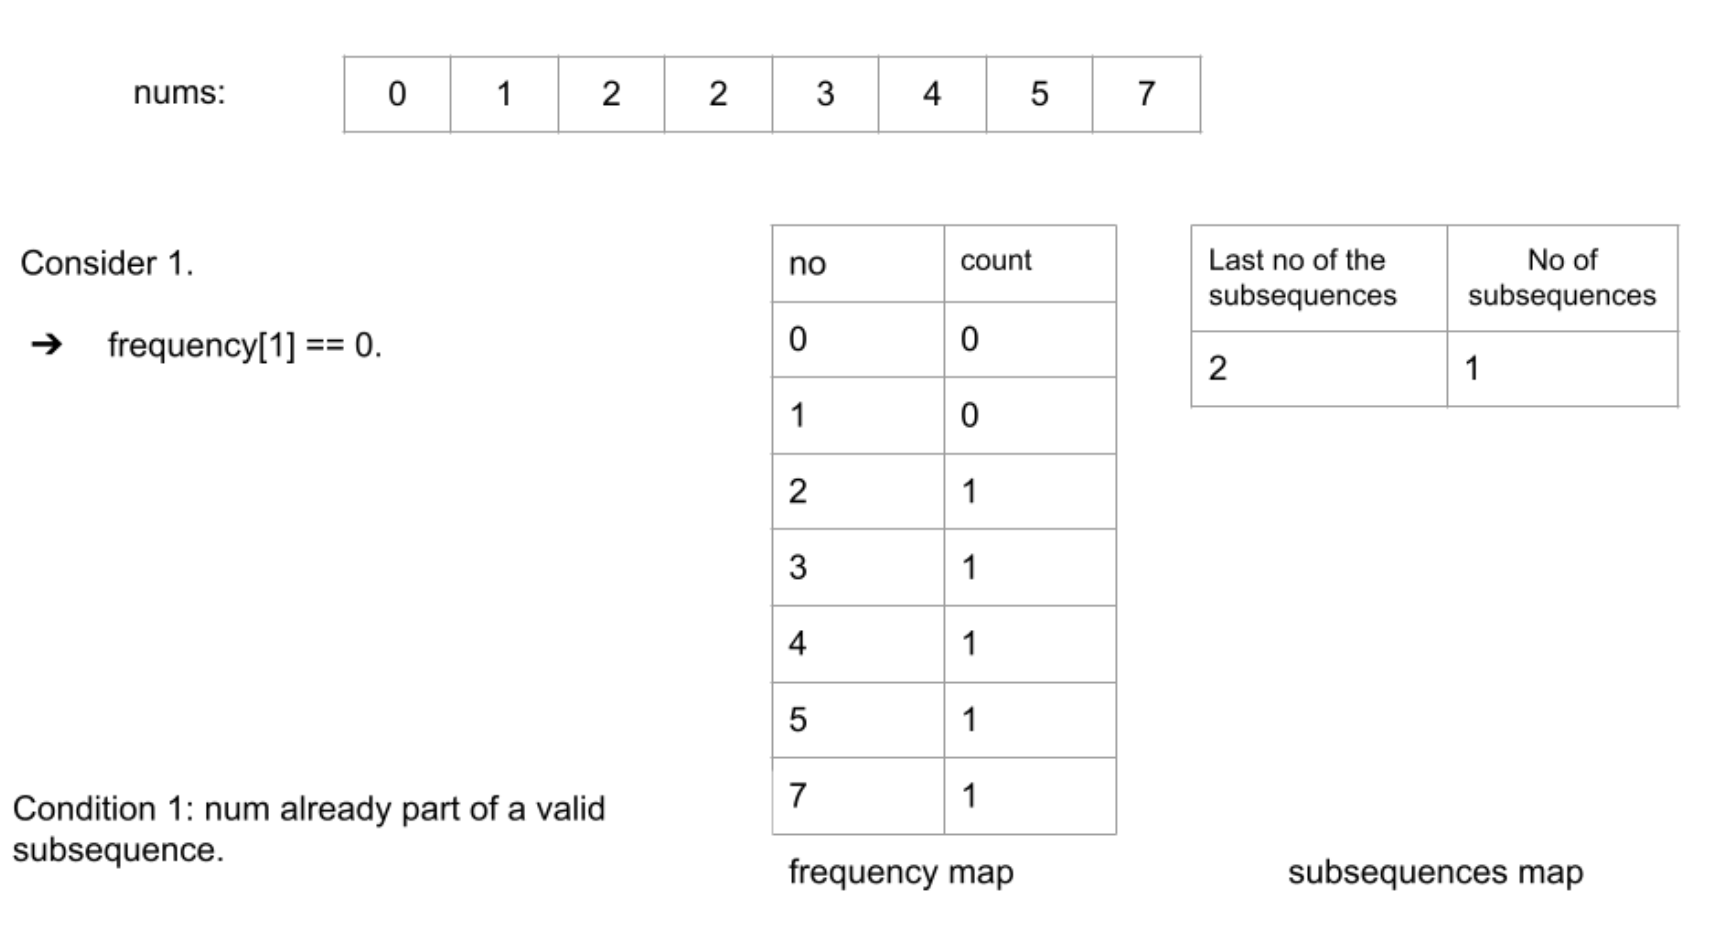 nums: 0 1 2 2 3 4 5 7
Consider 1.
➔ frequency[1] == 0.
Condition 1: num already part of a valid
subsequence.
no count
0 0
1 0
2 1
3 1
4 1
5 1
7 1
frequency map
Last no of the
subsequences
No of
subsequences
2 1
subsequences map